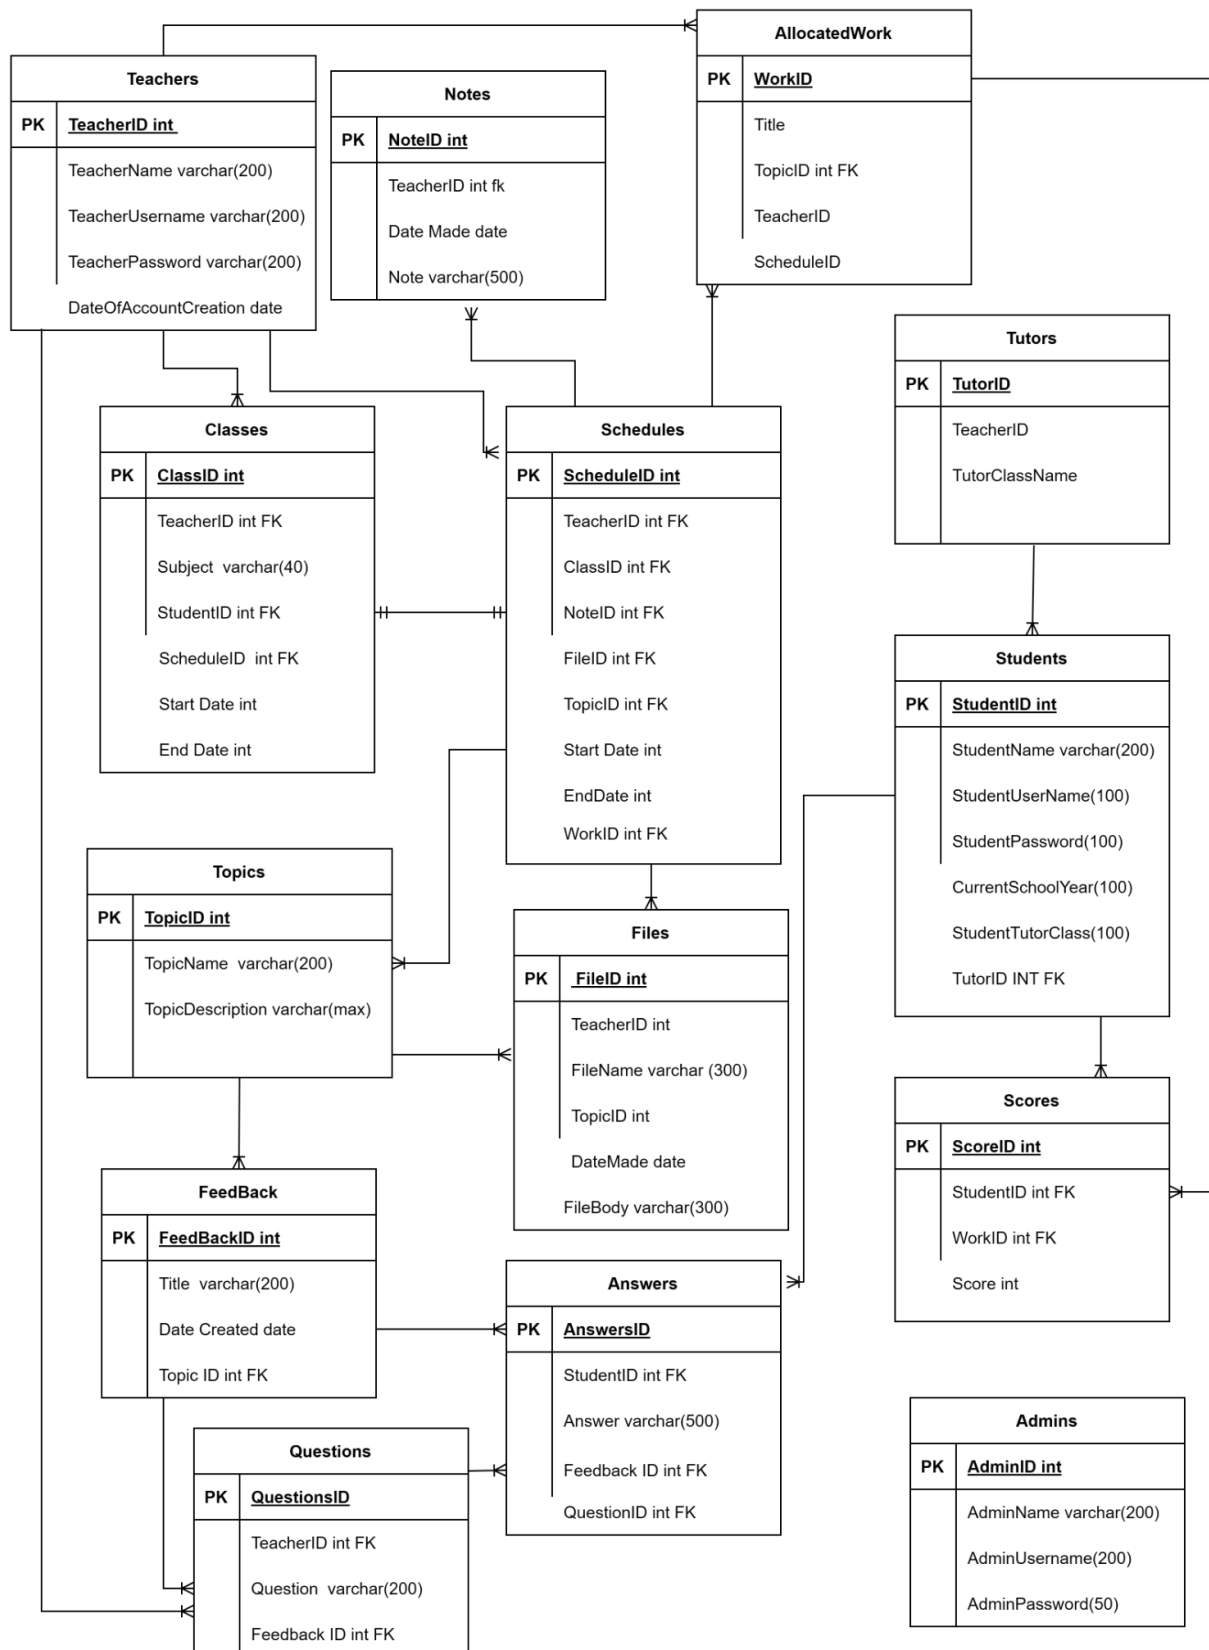 AllocatedWork
PK WorkID
Title
TopicID int FK
TeacherID
ScheduleID
Teachers
PK TeacherID int
TeacherName varchar(200)
TeacherUsername varchar(200)
TeacherPassword varchar(200)
DateOfAccountCreation date
Notes
PK NoteID int
TeacherID int fk
Date Made date
Note varchar(500)
Tutors
PK TutorID
TeacherID
TutorClassName
Classes
PK ClassID int
TeacherID int FK
Subject varchar(40)
StudentID int FK
ScheduleID int FK
Start Date int
End Date int
Schedules
PK ScheduleID int
TeacherID int FK
ClassID int FK
NoteID int FK
FileID int FK
TopicID int FK
Start Date int
EndDate int
WorkID int FK
Students
PK StudentID int
StudentName varchar(200)
StudentUserName(100)
StudentPassword(100)
CurrentSchoolYear(100)
StudentTutorClass(100)
TutorID INT FK
Topics
PK TopicID int
TopicName varchar(200)
TopicDescription varchar(max)
Files
PK FileID int
TeacherID int
FileName varchar (300)
TopicID int
DateMade date
FileBody varchar(300)
Scores
PK ScoreID int
StudentID int FK
WorkID int FK
Score int
FeedBack
PK FeedBackID int
Title varchar(200)
Date Created date
Topic ID int FK
Answers
PK AnswersID
StudentID int FK
Answer varchar(500)
Feedback ID int FK
QuestionID int FK
Questions
PK QuestionsID
TeacherID int FK
Question varchar(200)
Feedback ID int FK
Admins
PK AdminID int
AdminName varchar(200)
AdminUsername(200)
AdminPassword(50)